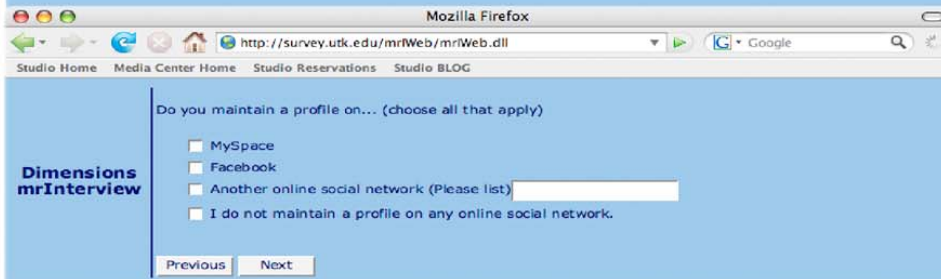 Mozilla Firefox
http://survey.utk.edu/mrIWeb/mrIWeb.dll
G Google
Studio Home Media Center Home Studio Reservations Studio BLOG
Do you maintain a profile on... (choose all that apply)
MySpace
Facebook
Dimensions
mrInterview
Another online social network (Please list)
I do not maintain a profile on any online social network.
Previous Next